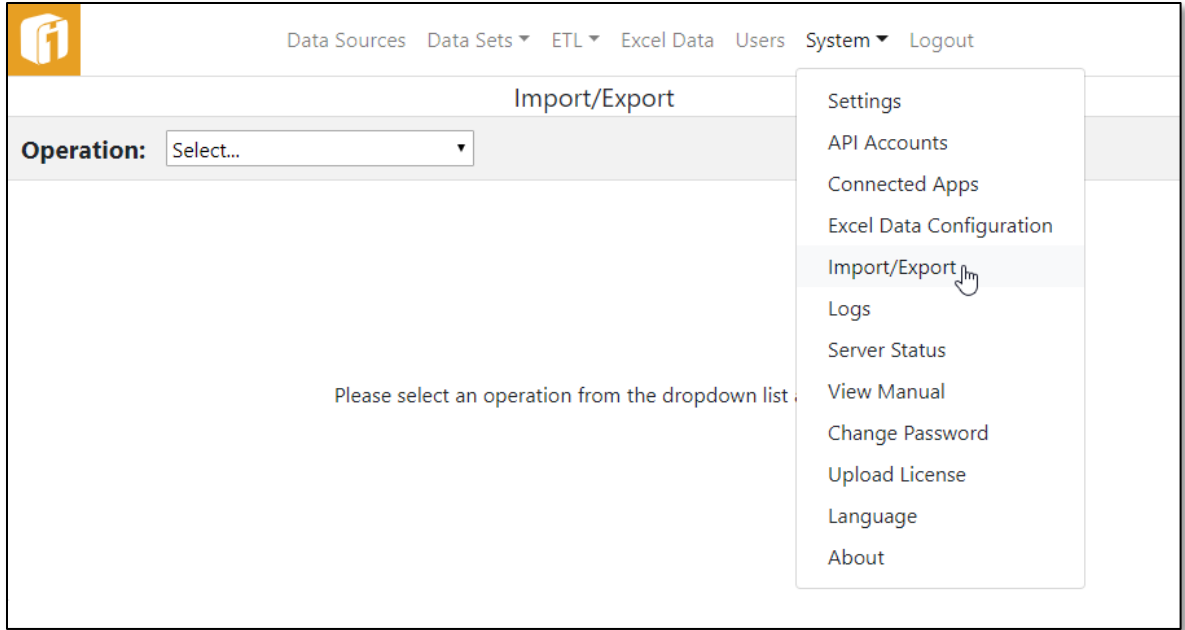 Data Sources Data Sets ETL Excel Data Users System Logout
Import/Export
Operation: Select...
Please select an operation from the dropdown list
Settings
API Accounts
Connected Apps
Excel Data Configuration
Import/Export
Logs
Server Status
View Manual
Change Password
Upload License
Language
About